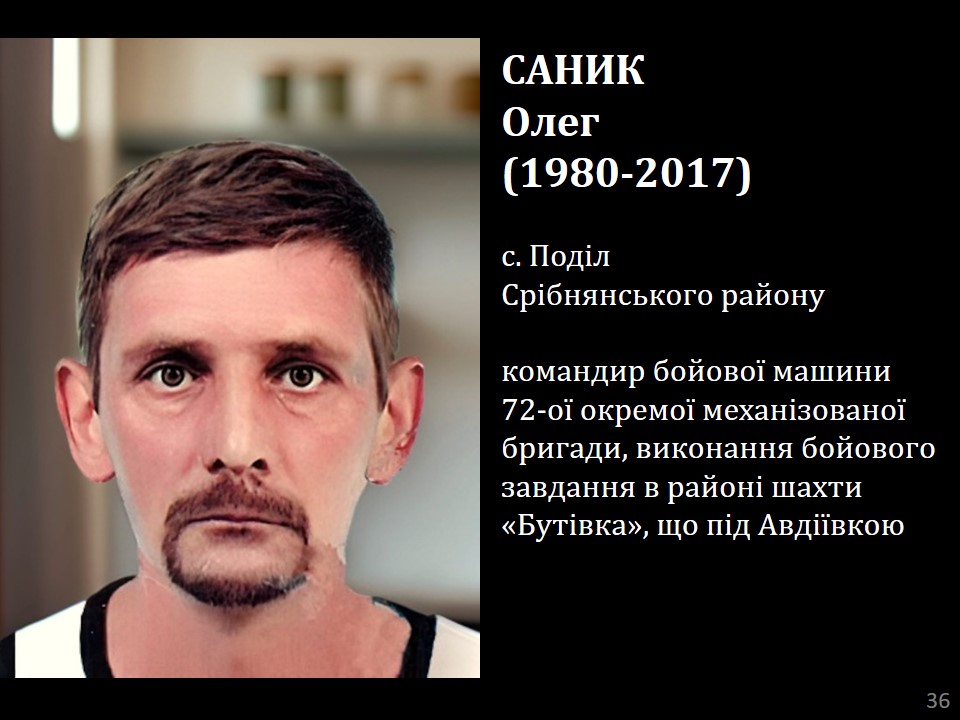 САНИК
Олег
(1980-2017)
с. Поділ
Срібнянського району
командир бойової машини
72-ої окремої механізованої
бригади, виконання бойового
завдання в районі шахти
«Бутівка», що під Авдіївкою
36